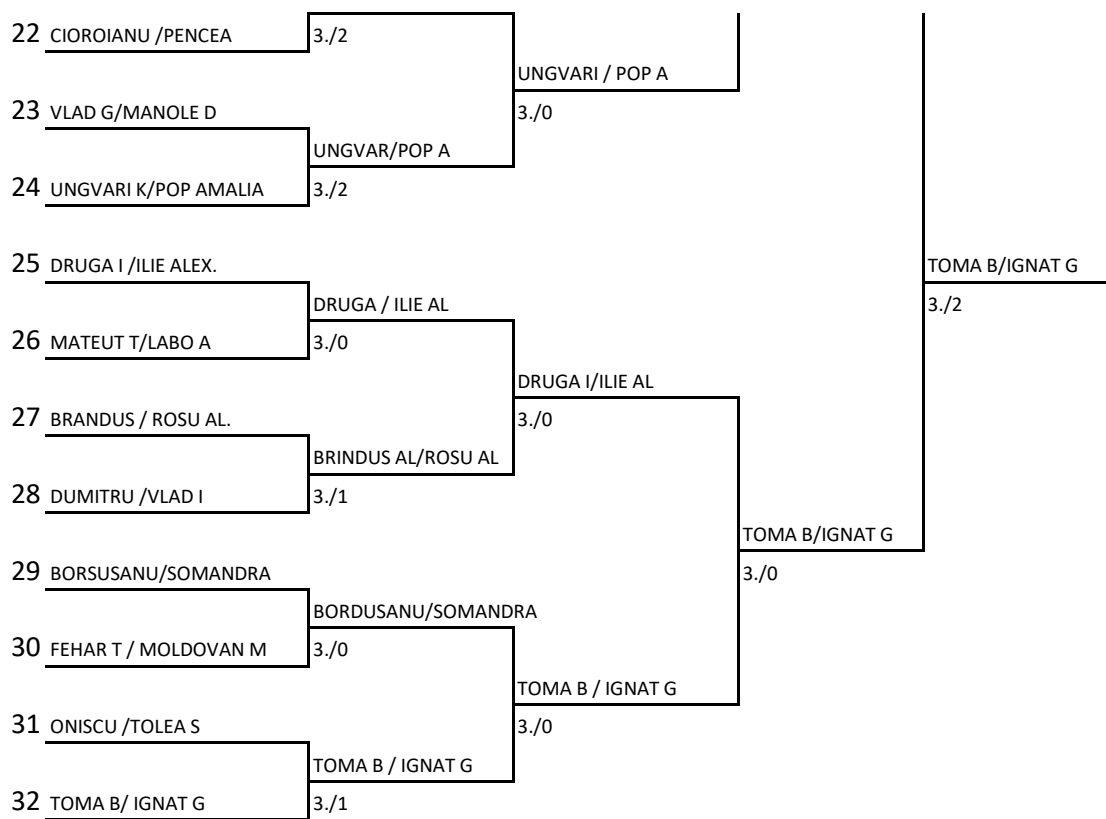 22 CIOROIANU /PENCEA
3./2
UNGVARI / POP A
23 VLAD G/MANOLE D
3./0
UNGVAR/POP A
24 UNGVARI K/POP AMALIA
3./2
25 DRUGA I /ILIE ALEX.
TOMA B/IGNAT G
DRUGA / ILIE AL
3./2
26 MATEUT T/LABO A
3./0
DRUGA I/ILIE AL
27 BRANDUS / ROSU AL.
3./0
BRINDUS AL/ROSU AL
28 DUMITRU /VLAD I
3./1
TOMA B/IGNAT G
29 BORSUSANU/SOMANDRA
3./0
BORDUSANU/SOMANDRA
30 FEHAR T / MOLDOVAN M
3./0
TOMA B / IGNAT G
31 ONISCU /TOLEA S
3./0
TOMA B / IGNAT G
32 TOMA B/ IGNAT G
3./1